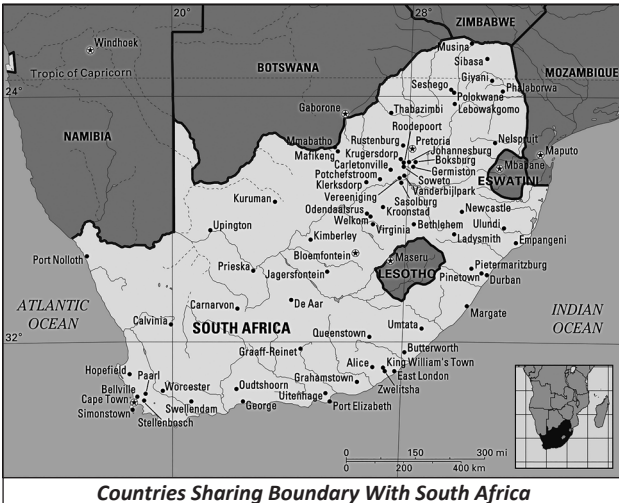 20°
28°
ZIMBABWE
Windhoek
Musina
Sibasa
BOTSWANA
Giyani
MOZAMBIQUE
Tropic of Capricorn
Seshego
Phalaborwa
24°
Polokwane
Gaborone
Thabazimbi
Lebowakgomo
Roodepoort
NAMIBIA
Mmabatho
Rustenburg
Pretoria
Nelspruit
Maputo
Mafikeng
Krugersdorp
Johannesburg
Carletonville
Boksburg
Mbabane
Potchefstroom
Germiston
ESWATINI
Klerksdorp
Soweto
Vereeniging
Vanderbijlpark
Kuruman
Sasolburg
Odendaalsrus
Kroonstad
Newcastle
Welkom
Upington
Virginia
Bethlehem
Ulundi
Kimberley
Ladysmith
Empangeni
Port Nolloth
Bloemfontein
Maseru
Prieska
Jagersfontein
LESOTHO
Pietermaritzburg
Pinetown
Durban
ATLANTIC
OCEAN
Carnarvon
De Aar
Margate
INDIAN
OCEAN
Calvinia
SOUTH AFRICA
Umtata
Queenstown
32°
Graaff-Reinet
Butterworth
Hopefield
Alice
King William's Town
Paarl
East London
Bellville
Worcester
Oudtshoorn
Grahamstown
Zwelitsha
Cape Town
Uitenhage
Simonstown
Swellendam
George
Port Elizabeth
Stellenbosch
0 100 200 300 mi
0 200 400 km
Countries Sharing Boundary With South Africa